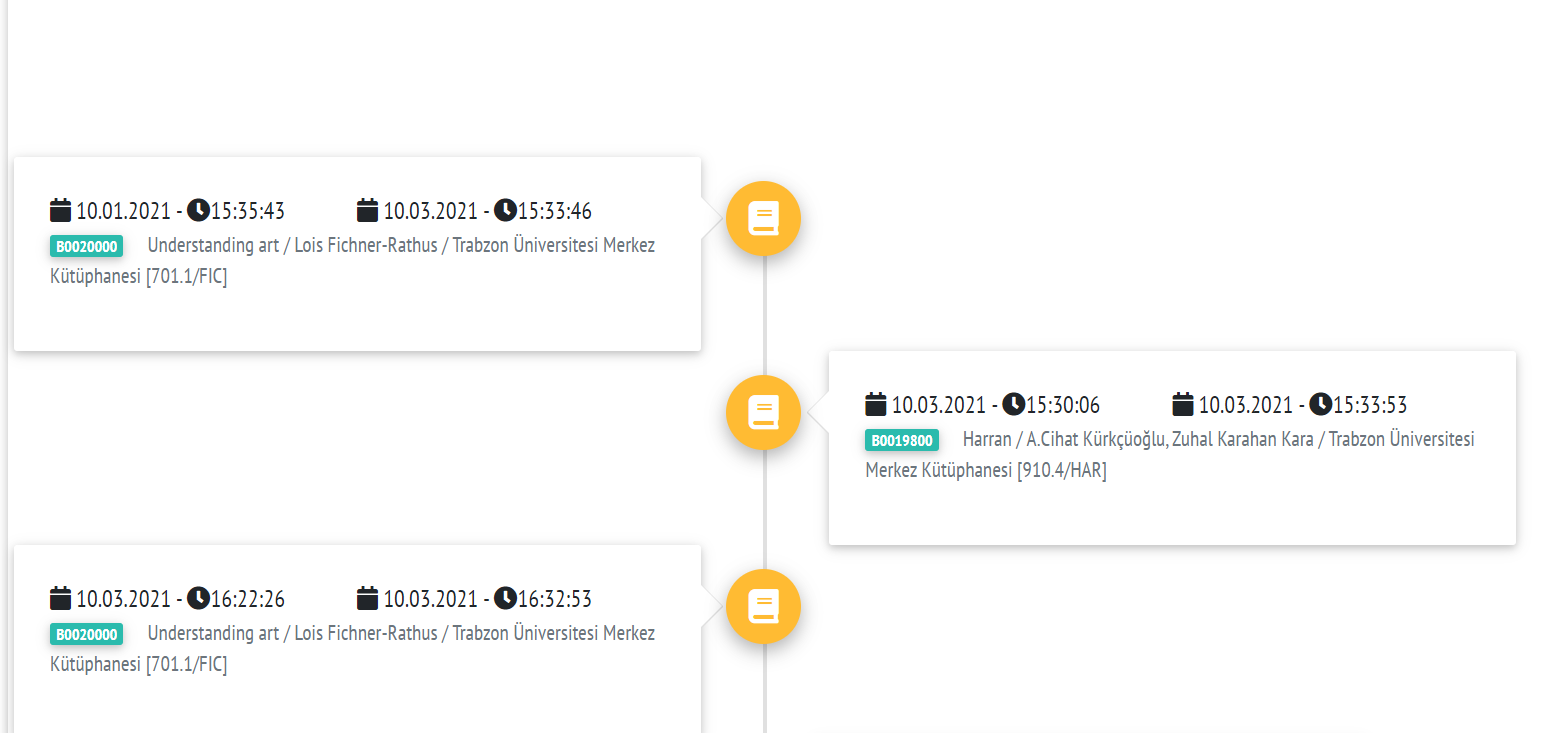 10.01.2021 - 15:35:43 10.03.2021 - 15:33:46
B0020000 Understanding art / Lois Fichner-Rathus / Trabzon Üniversitesi Merkez
Kütüphanesi [701.1/FIC]
10.03.2021 - 15:30:06 10.03.2021 - 15:33:53
B0019800 Harran / A.Cihat Kürkçüoğlu, Zuhal Karahan Kara / Trabzon Üniversitesi
Merkez Kütüphanesi [910.4/HAR]
10.03.2021 - 16:22:26 10.03.2021 - 16:32:53
B0020000 Understanding art / Lois Fichner-Rathus / Trabzon Üniversitesi Merkez
Kütüphanesi [701.1/FIC]